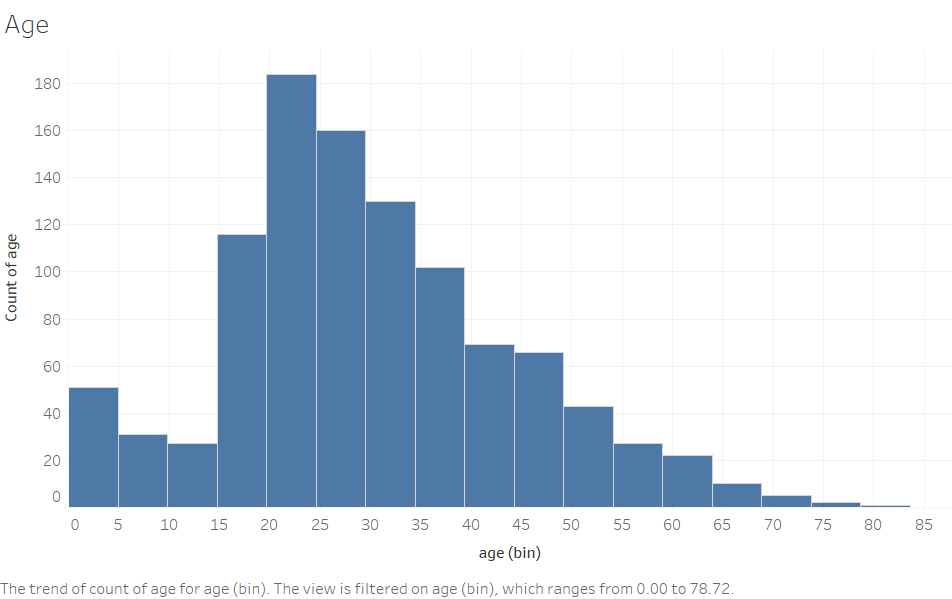 Age
180
160
140
120
100
80
60
40
20
0
Count of age
0 5 10 15 20 25 30 35 40 45 50 55 60 65 70 75 80 85
age (bin)
The trend of count of age for age (bin). The view is filtered on age (bin), which ranges from 0.00 to 78.72.